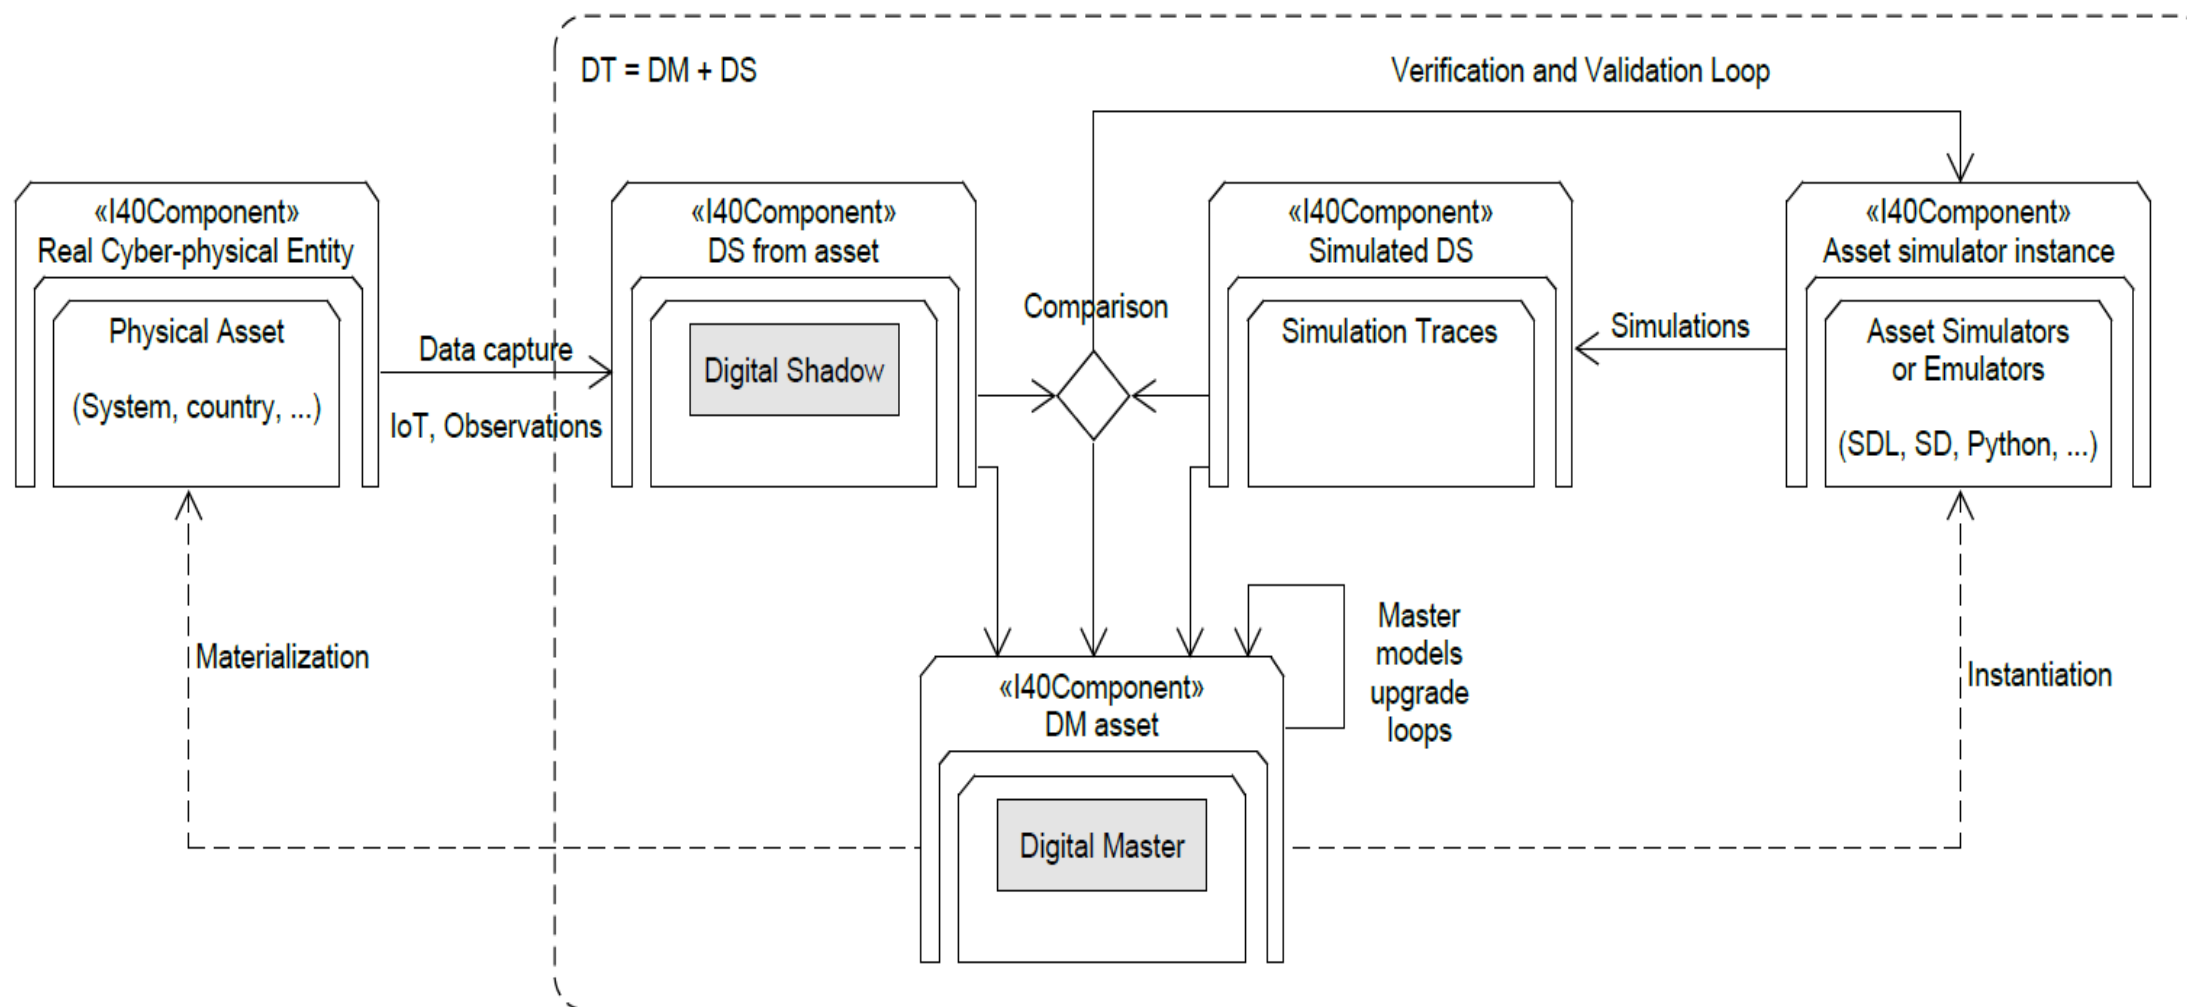 DT = DM + DS
Verification and Validation Loop
«I40Component»
Real Cyber-physical Entity
Physical Asset
(System, country, ...)
Data capture
IoT, Observations
«I40Component»
DS from asset
Digital Shadow
Comparison
«I40Component»
Simulated DS
Simulation Traces
Simulations
«I40Component»
Asset simulator instance
Asset Simulators
or Emulators
(SDL, SD, Python, ...)
Materialization
«I40Component»
DM asset
Digital Master
Master
models
upgrade
loops
Instantiation